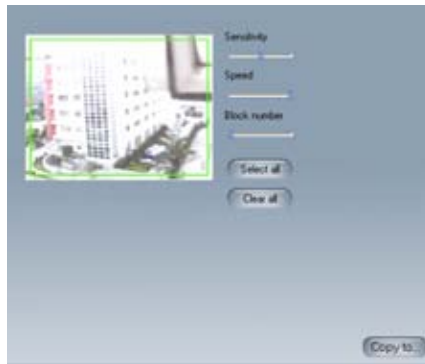 Sensitivity
Speed
Block number
Select all
Clear all
Copy to...